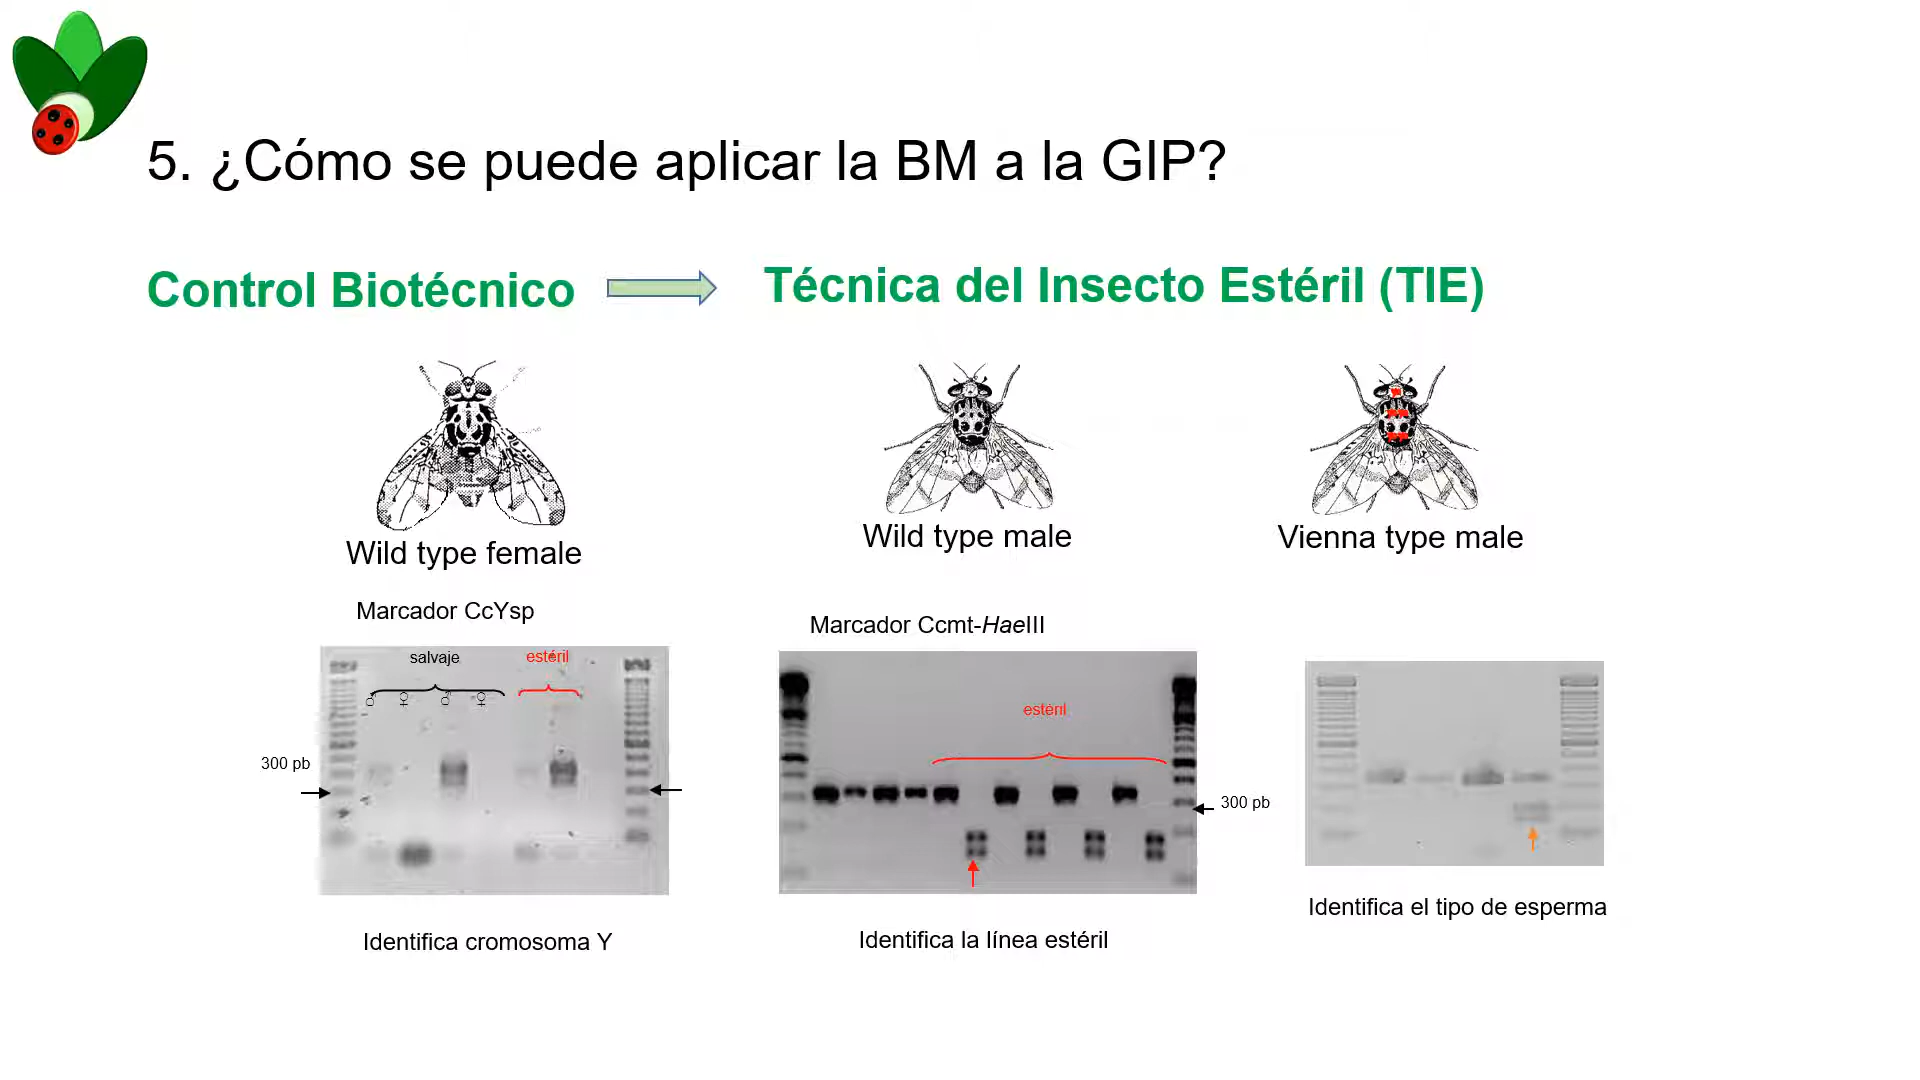 5. ¿Cómo se puede aplicar la BM a la GIP?
Control Biotécnico
Técnica del Insecto Estéril (TIE)
Wild type female
Wild type male
Vienna type male
Marcador CcYsp
Marcador Ccmt-HaeIII
salvaje
estéril
♂ ♀ ♂ ♀
300 pb
estéril
300 pb
Identifica cromosoma Y
Identifica la línea estéril
Identifica el tipo de esperma